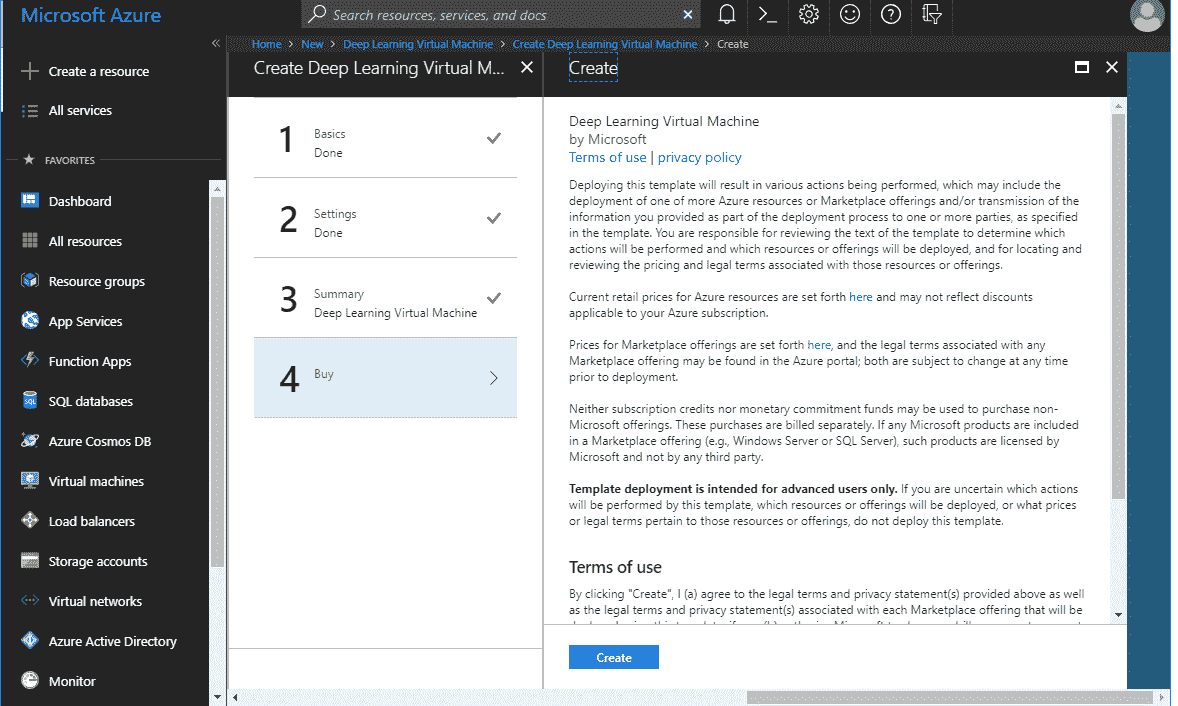 Microsoft Azure
Search resources, services, and docs
Home > New > Deep Learning Virtual Machine > Create Deep Learning Virtual Machine > Create
Create a resource
All services
FAVORITES
Dashboard
All resources
Resource groups
App Services
Function Apps
SQL databases
Azure Cosmos DB
Virtual machines
Load balancers
Storage accounts
Virtual networks
Azure Active Directory
Monitor
Create Deep Learning Virtual M...
1 Basics
Done
2 Settings
Done
3 Summary
Deep Learning Virtual Machine
4 Buy
Create
Deep Learning Virtual Machine
by Microsoft
Terms of use | privacy policy
Deploying this template will result in various actions being performed, which may include the
deployment of one or more Azure resources or Marketplace offerings and/or transmission of the
information you provided as part of the deployment process to one or more parties, as specified
in the template. You are responsible for reviewing the text of the template to determine which
actions will be performed and which resources or offerings will be deployed, and for locating and
reviewing the pricing and legal terms associated with those resources or offerings.
Current retail prices for Azure resources are set forth here and may not reflect discounts
applicable to your Azure subscription.
Prices for Marketplace offerings are set forth here, and the legal terms associated with any
Marketplace offering may be found in the Azure portal; both are subject to change at any time
prior to deployment.
Neither subscription credits nor monetary commitment funds may be used to purchase non-
Microsoft offerings. These purchases are billed separately. If any Microsoft products are included
in a Marketplace offering (e.g., Windows Server or SQL Server), such products are licensed by
Microsoft and not by any third party.
Template deployment is intended for advanced users only. If you are uncertain which actions
will be performed by this template, which resources or offerings will be deployed, or what prices
or legal terms pertain to those resources or offerings, do not deploy this template.
Terms of use
By clicking "Create", I (a) agree to the legal terms and privacy statement(s) provided above as well
as the legal terms and privacy statement(s) associated with each Marketplace offering that will be
Create